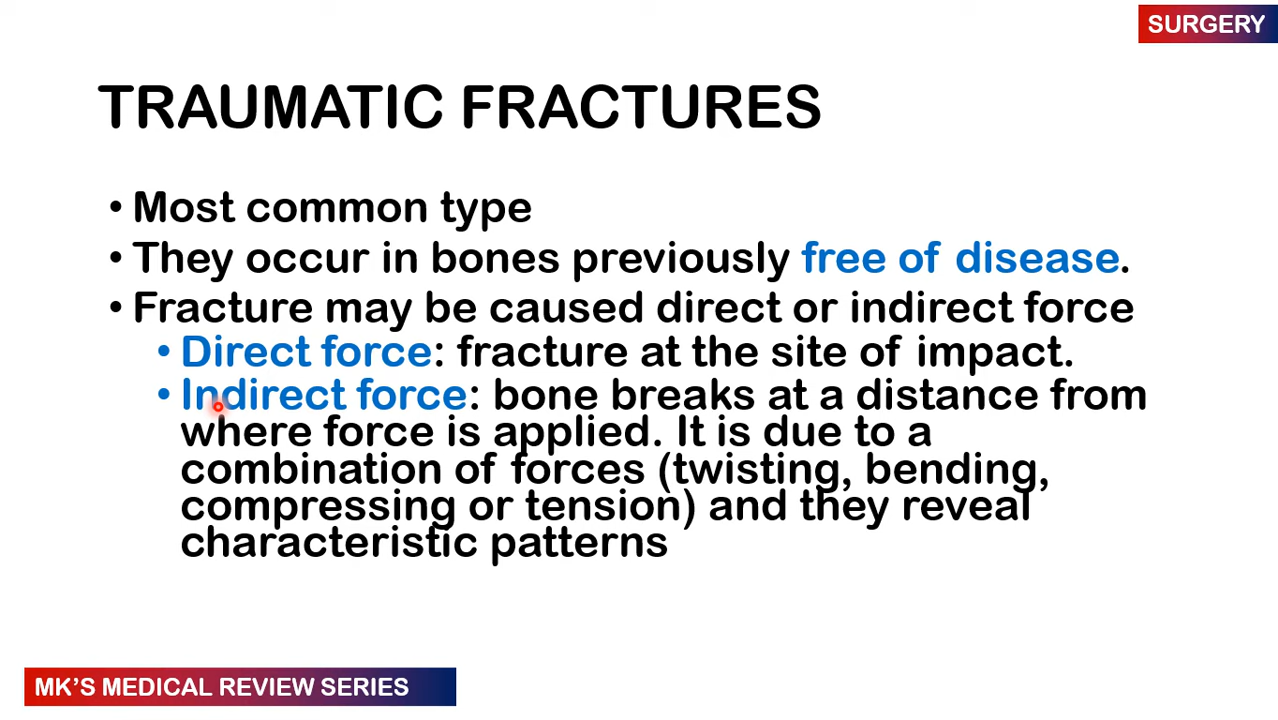 SURGERY
TRAUMATIC FRACTURES
• Most common type
• They occur in bones previously free of disease.
• Fracture may be caused direct or indirect force
• Direct force: fracture at the site of impact.
• Indirect force: bone breaks at a distance from
where force is applied. It is due to a
combination of forces (twisting, bending,
compressing or tension) and they reveal
characteristic patterns
MK’S MEDICAL REVIEW SERIES